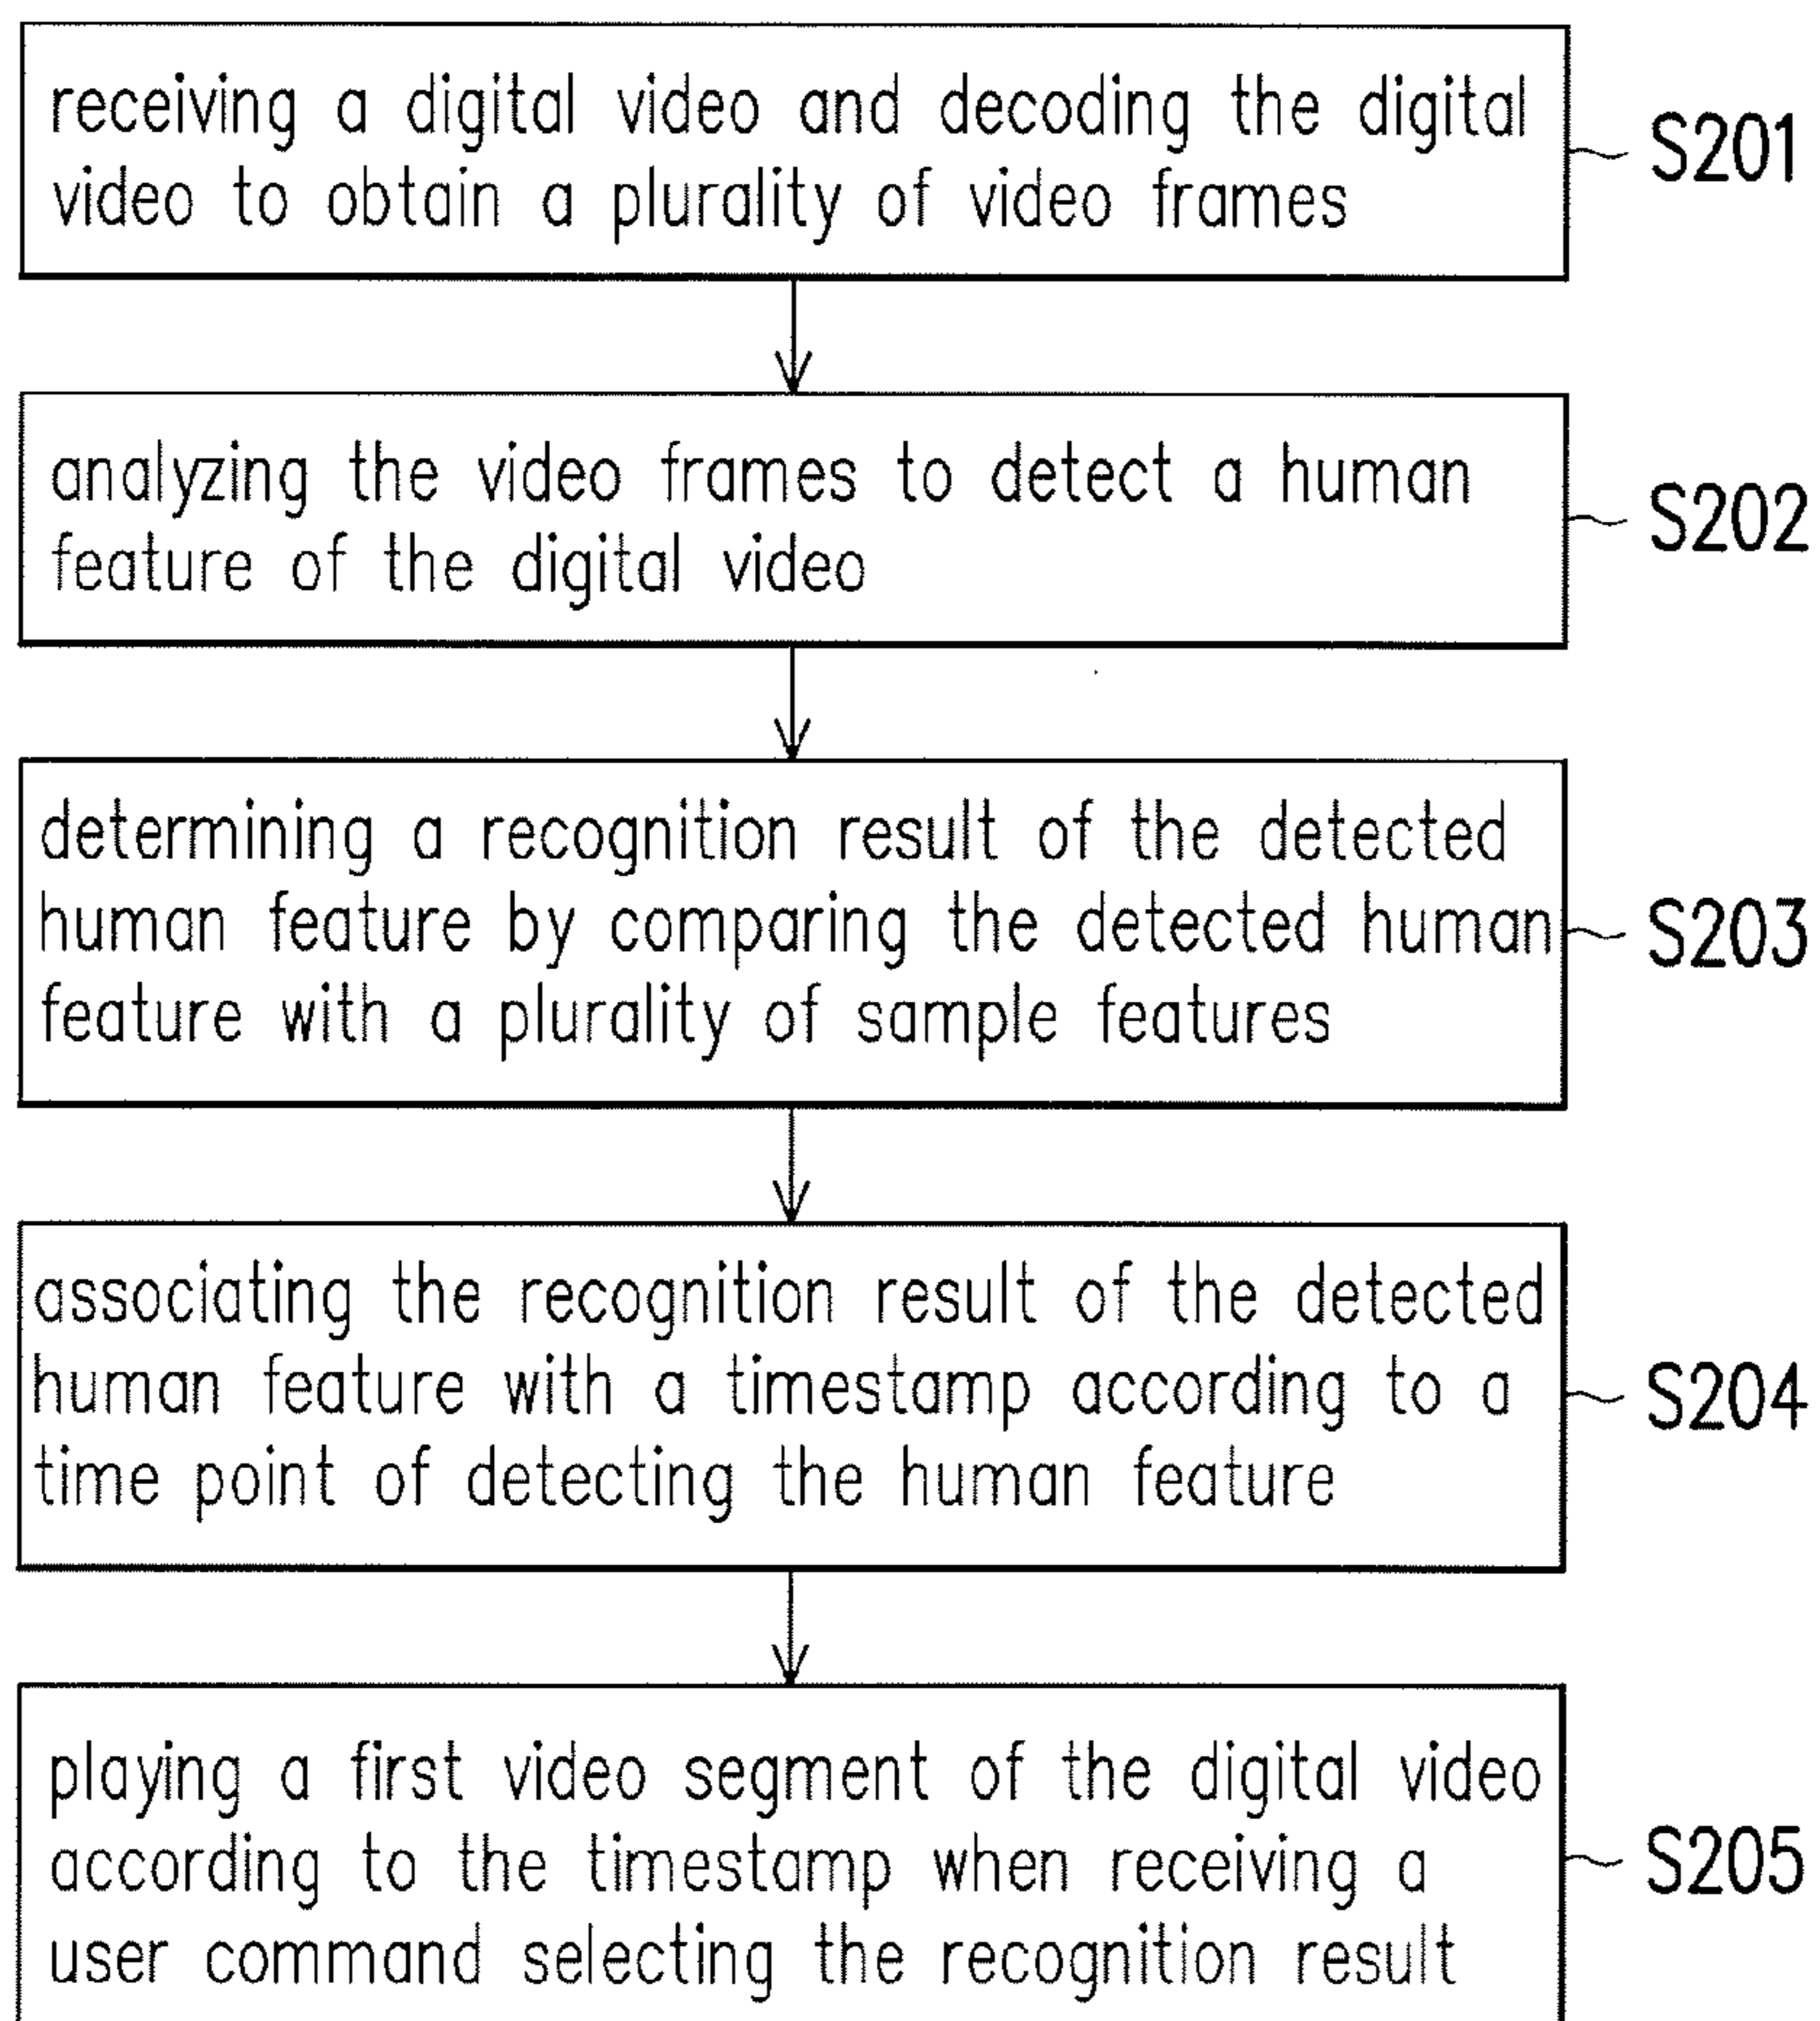 receiving a digital video and decoding the digital
video to obtain a plurality of video frames
S201
analyzing the video frames to detect a human
feature of the digital video
S202
determining a recognition result of the detected
human feature by comparing the detected human
feature with a plurality of sample features
S203
associating the recognition result of the detected
human feature with a timestamp according to a
time point of detecting the human feature
S204
playing a first video segment of the digital video
according to the timestamp when receiving a
user command selecting the recognition result
S205